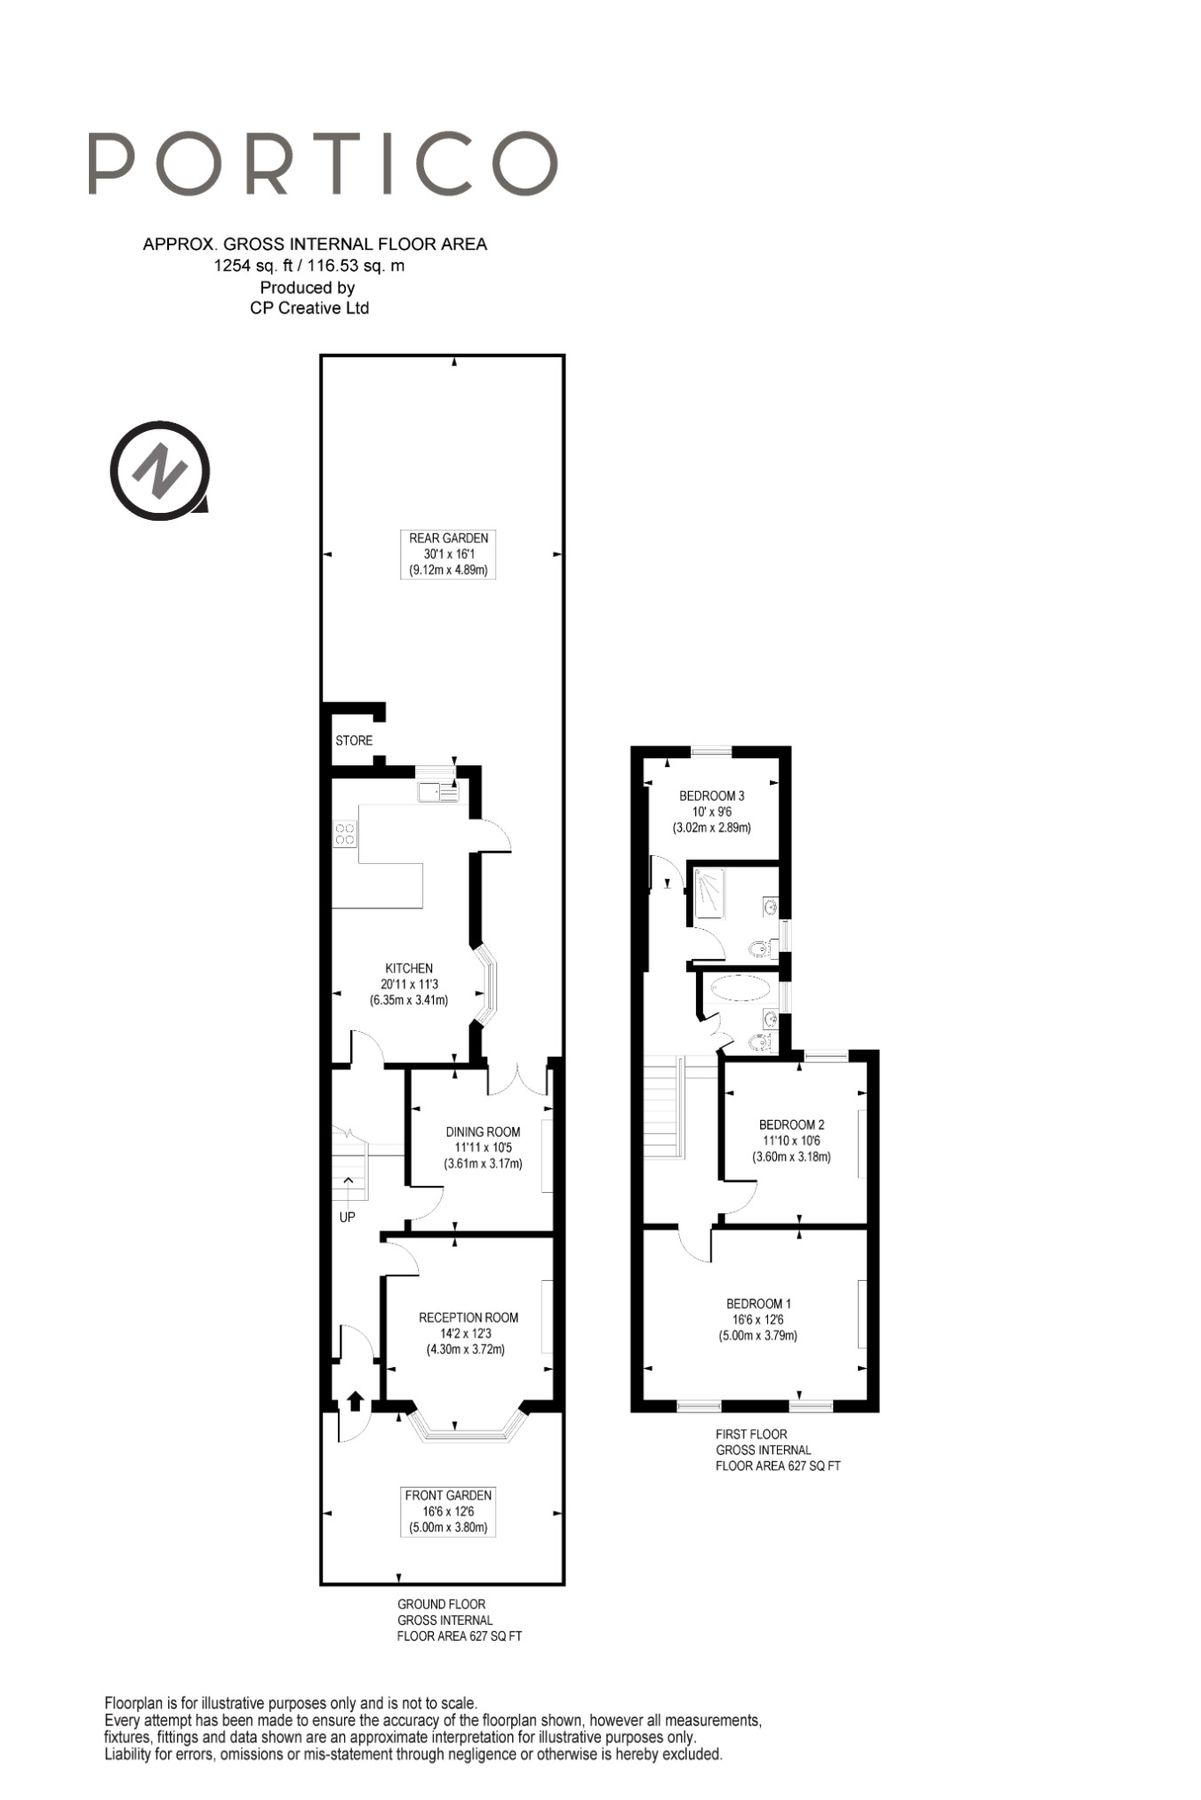 PORTICO
APPROX. GROSS INTERNAL FLOOR AREA
1254 sq. ft / 116.53 sq. m
Produced by
CP Creative Ltd
N
REAR GARDEN
30'1 x 16'1
(9.12m x 4.89m)
STORE
KITCHEN
20'11 x 11'3
(6.35m x 3.41m)
DINING ROOM
11'11 x 10'5
(3.61m x 3.17m)
UP
RECEPTION ROOM
14'2 x 12'3
(4.30m x 3.72m)
FRONT GARDEN
16'6 x 12'6
(5.00m x 3.80m)
GROUND FLOOR
GROSS INTERNAL
FLOOR AREA 627 SQ FT
BEDROOM 3
10' x 9'6
(3.02m x 2.89m)
BEDROOM 2
11'10 x 10'6
(3.60m x 3.18m)
BEDROOM 1
16'6 x 12'6
(5.00m x 3.79m)
FIRST FLOOR
GROSS INTERNAL
FLOOR AREA 627 SQ FT
Floorplan is for illustrative purposes only and is not to scale.
Every attempt has been made to ensure the accuracy of the floorplan shown, however all measurements,
fixtures, fittings and data shown are an approximate interpretation for illustrative purposes only.
Liability for errors, omissions or mis-statement through negligence or otherwise is hereby excluded.